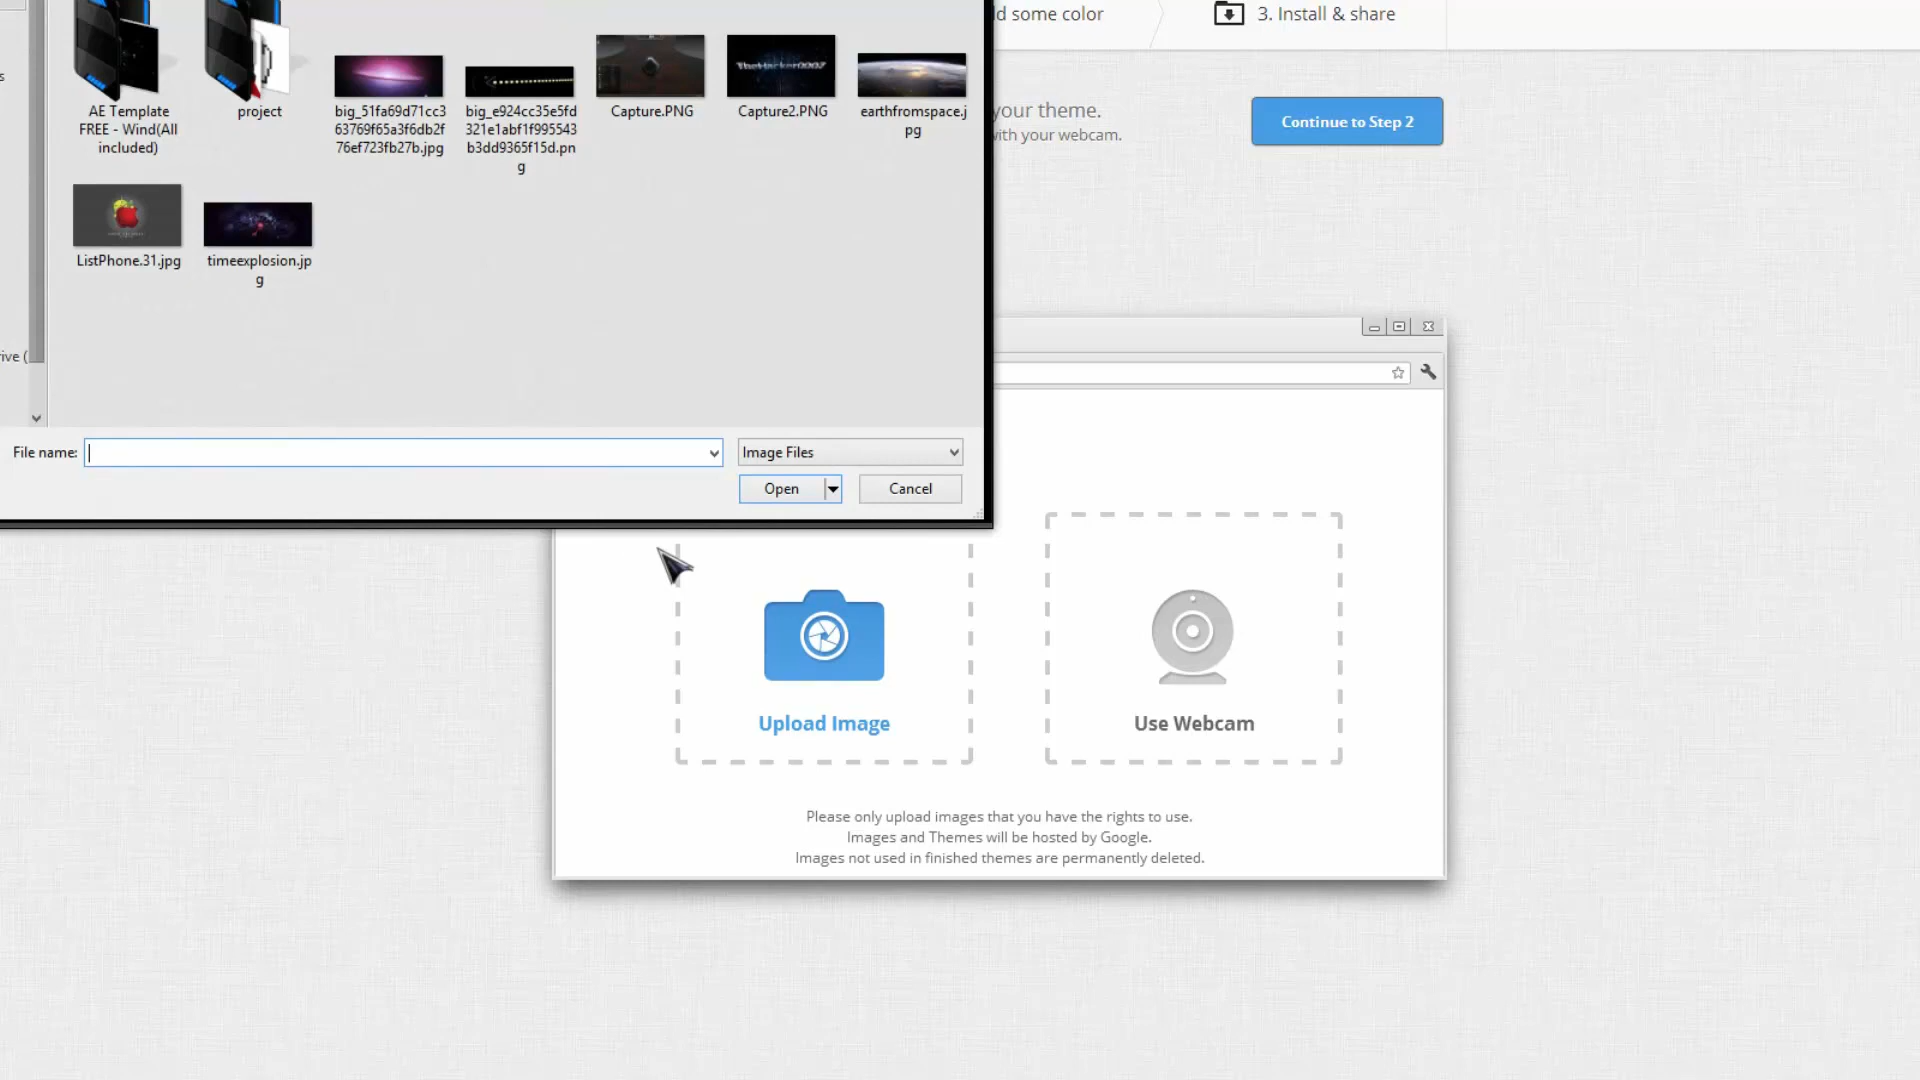 d some color
3. Install & share
AE Template
FREE - Wind(All
included)
project
big_51fa69d71cc3
63769f65a3f6db2f
76ef723fb27b.jpg
big_e924cc35e5fd
321e1abf1f995543
b3dd9365f15d.pn
g
Capture.PNG
TheHacker0007
Capture2.PNG
earthfromspace.j
pg
your theme.
with your webcam.
Continue to Step 2
s
ListPhone.31.jpg
timeexplosion.jp
g
rive (
File name:
Image Files
Open
Cancel
Upload Image
Use Webcam
Please only upload images that you have the rights to use.
Images and Themes will be hosted by Google.
Images not used in finished themes are permanently deleted.